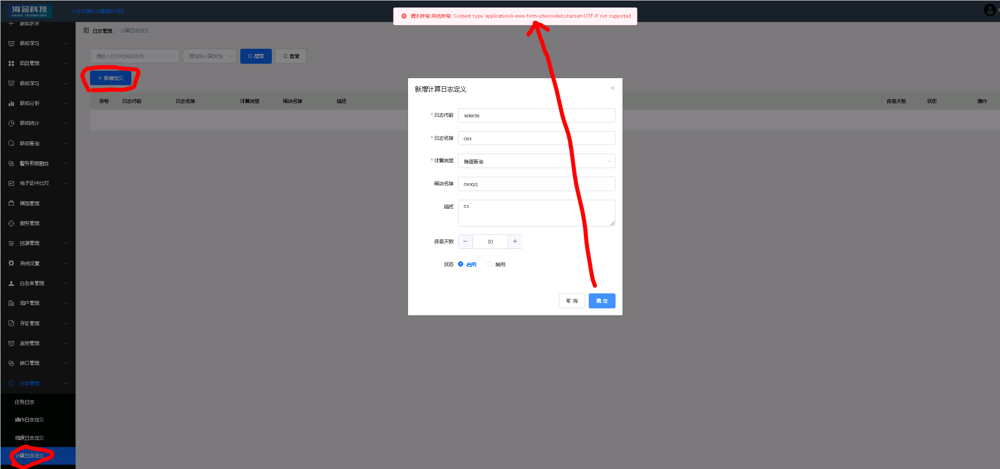 海会科技
HAIHUI TECHNOLOGY
分布式隐私计算服务网络
请求异常:系统异常: Content type 'application/x-www-form-urlencoded;charset=UTF-8' not supported
联邦求并
联邦学习
项目管理
联邦学习
联邦分析
联邦统计
联邦查询
警务数据融合
电子证件比对
模型管理
服务管理
资源管理
系统设置
白名单管理
租户管理
存证管理
监控管理
接口管理
日志管理
任务日志
操作日志定义
调度日志定义
计算日志定义
日志管理 / 计算日志定义
请输入日志代码或名称
请选择计算类型
搜索
重置
+ 新增定义
序号 日志代码 日志名称 计算类型 模块名称 描述 保留天数 状态 操作
新增计算日志定义
* 日志代码 selecte
* 日志名称 ces
* 计算类型 隐匿查询
模块名称 cesqq
描述 cs
保留天数 − 30 +
状态 启用 禁用
取消 确定